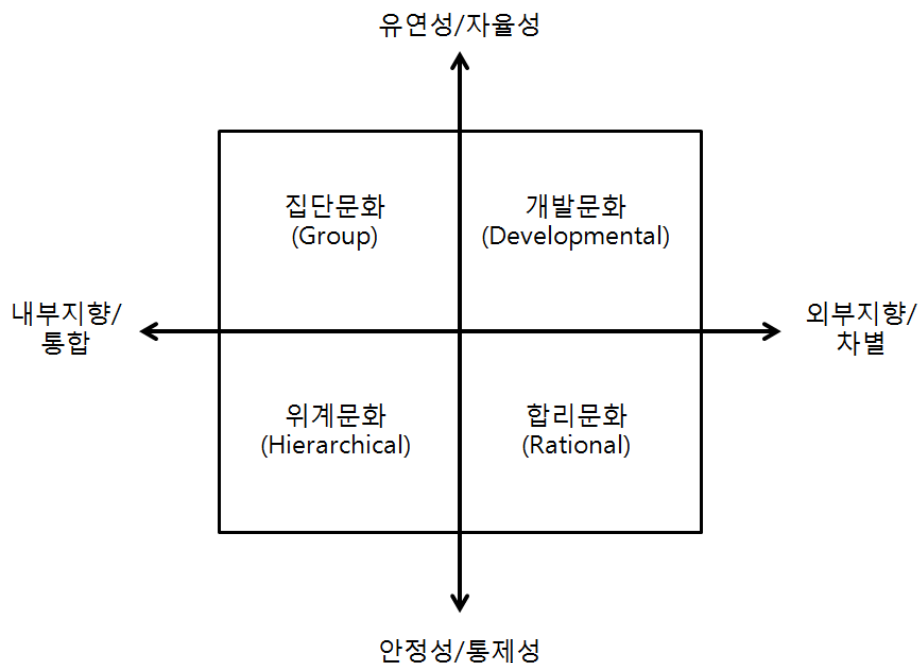 유연성/자율성
집단문화
(Group)
개발문화
(Developmental)
내부지향/
통합
외부지향/
차별
위계문화
(Hierarchical)
합리문화
(Rational)
안정성/통제성